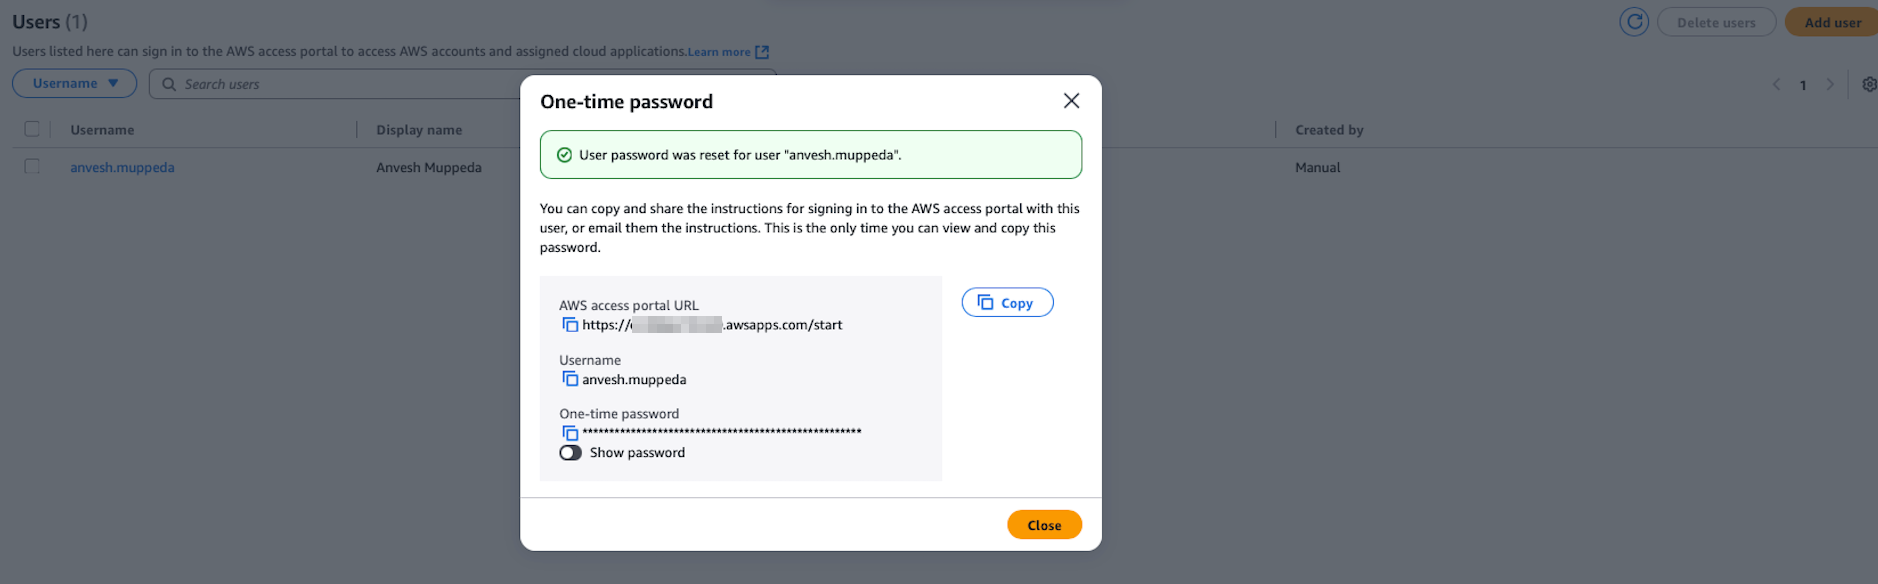 Users (1)
Delete users
Add user
Users listed here can sign in to the AWS access portal to access AWS accounts and assigned cloud applications.Learn more
Username
Search users
1
Username
Display name
Created by
anvesh.muppeda
Anvesh Muppeda
Manual
One-time password
User password was reset for user "anvesh.muppeda".
You can copy and share the instructions for signing in to the AWS access portal with this
user, or email them the instructions. This is the only time you can view and copy this
password.
AWS access portal URL
https://
.awsapps.com/start
Copy
Username
anvesh.muppeda
One-time password
Show password
Close